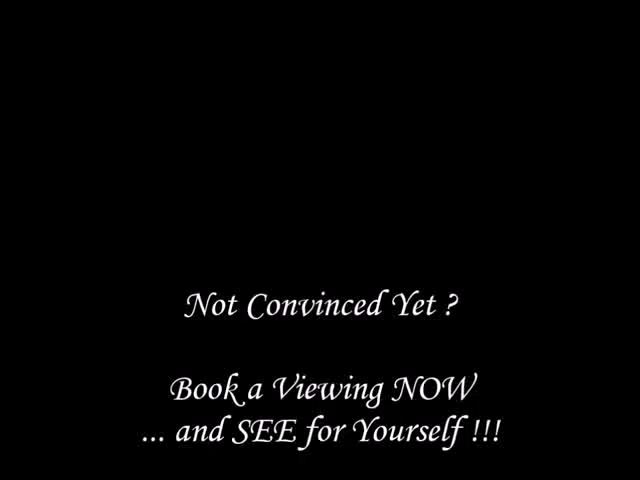 Not Convinced Yet ?
Book a Viewing NOW
... and SEE for Yourself !!!